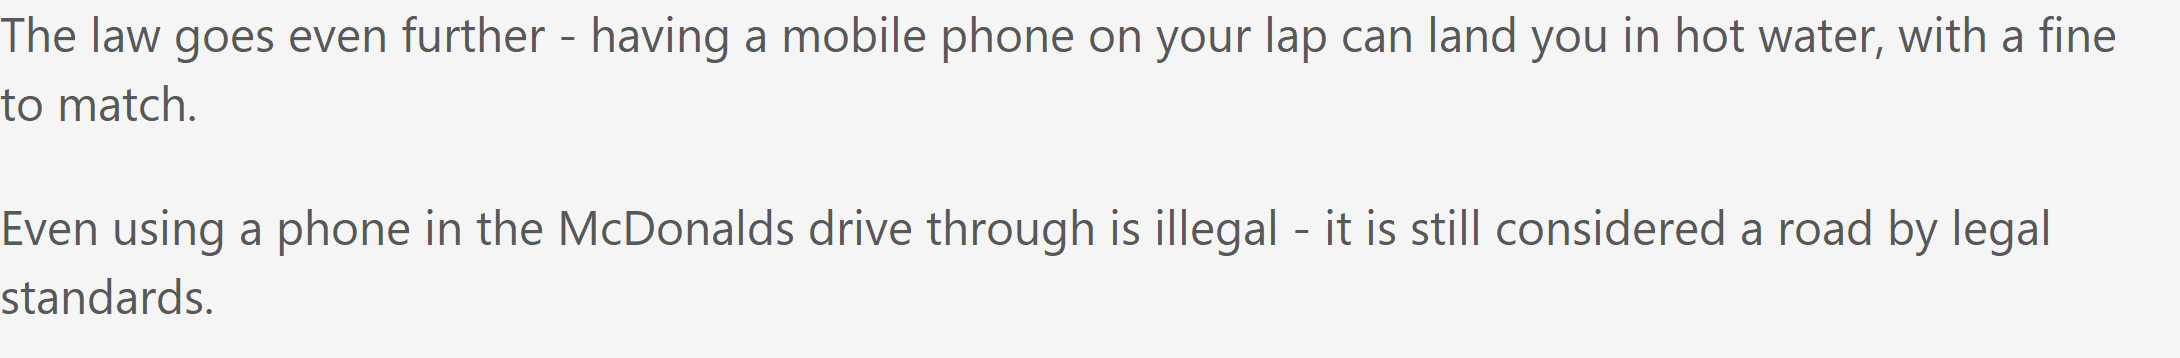 The law goes even further - having a mobile phone on your lap can land you in hot water, with a fine
to match.
Even using a phone in the McDonalds drive through is illegal - it is still considered a road by legal
standards.